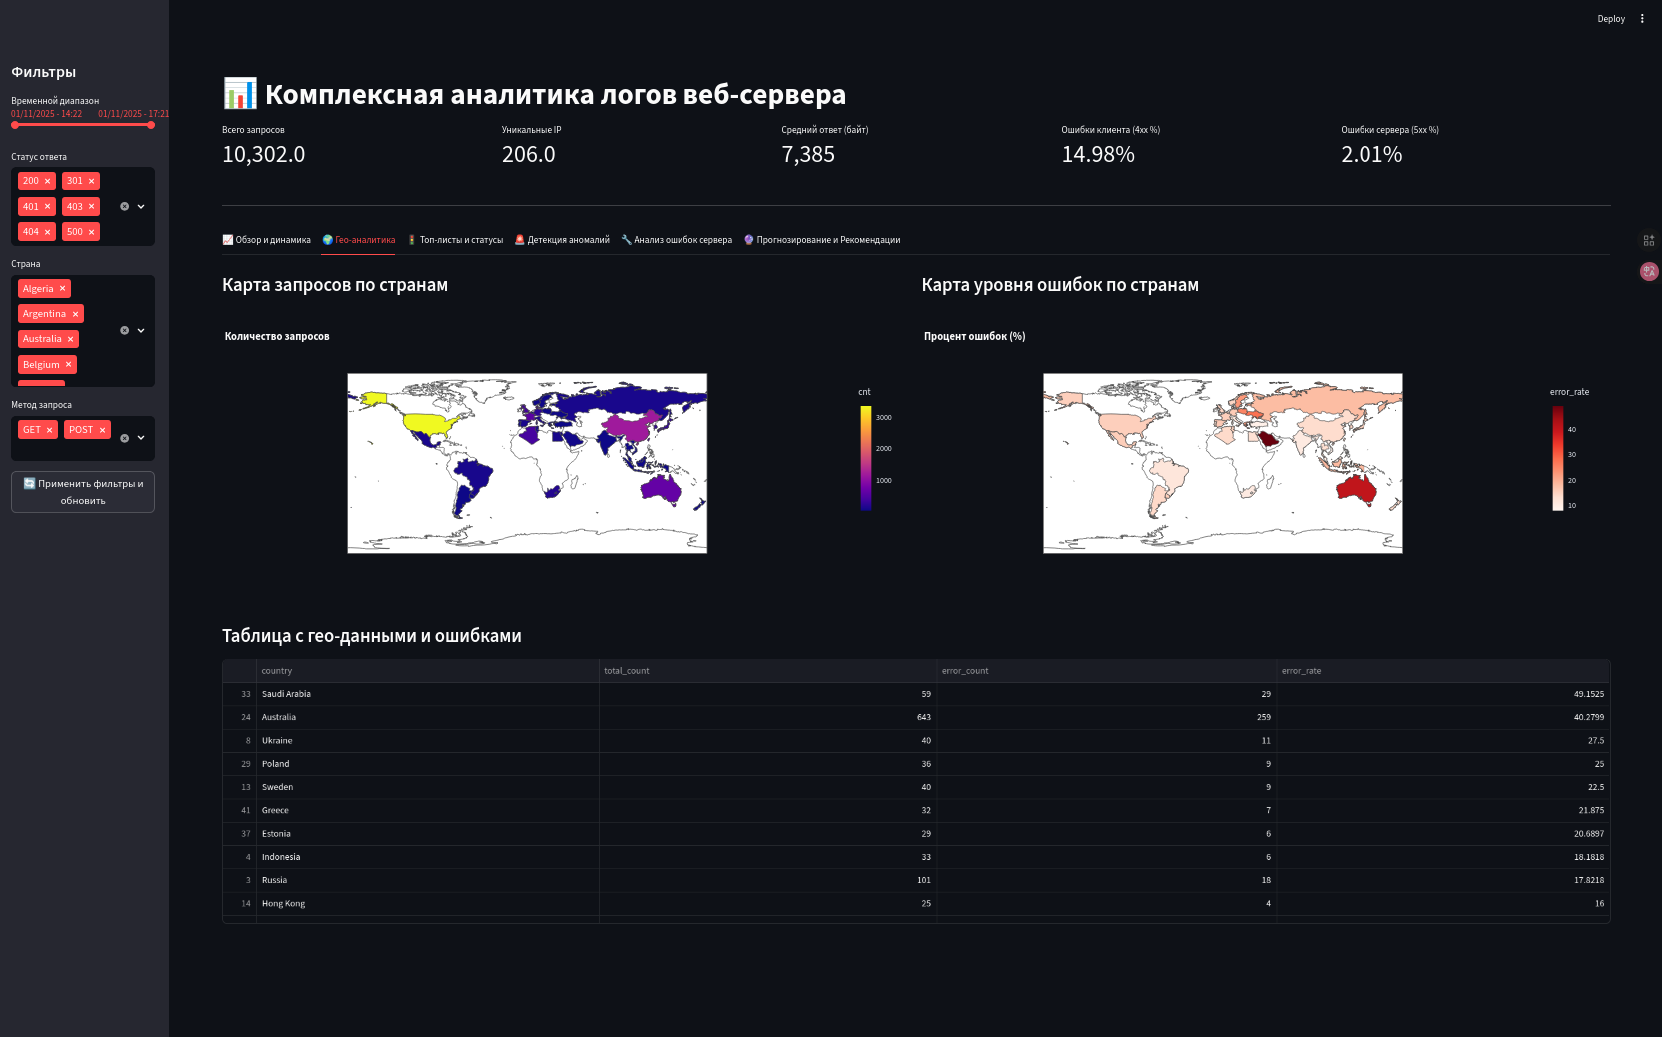 Deploy
Фильтры
Временной диапазон
01/11/2025 - 14:22 01/11/2025 - 17:21
Статус ответа
200 × 301 ×
401 × 403 ×
404 × 500 ×
Страна
Algeria ×
Argentina ×
Australia ×
Belgium ×
Метод запроса
GET × POST ×
Применить фильтры и
обновить
Комплексная аналитика логов веб-сервера
Всего запросов Уникальные IP Средний ответ (байт) Ошибки клиента (4xx %) Ошибки сервера (5xx %)
10,302.0 206.0 7,385 14.98% 2.01%
Обзор и динамика Гео-аналитика Топ-листы и статусы Детекция аномалий Анализ ошибок сервера Прогнозирование и Рекомендации
Карта запросов по странам
Количество запросов
cnt
3000
2000
1000
Карта уровня ошибок по странам
Процент ошибок (%)
error_rate
40
30
20
10
Таблица с гео-данными и ошибками
country total_count error_count error_rate
33 Saudi Arabia 59 29 49.1525
24 Australia 643 259 40.2799
8 Ukraine 40 11 27.5
29 Poland 36 9 25
13 Sweden 40 9 22.5
41 Greece 32 7 21.875
37 Estonia 29 6 20.6897
4 Indonesia 33 6 18.1818
3 Russia 101 18 17.8218
14 Hong Kong 25 4 16